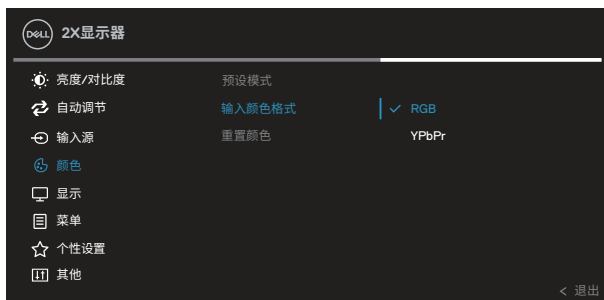 DELL 2X显示器
亮度/对比度 预设模式
自动调节 输入颜色格式 RGB
输入源 重置颜色 YPbPr
颜色
显示
菜单
个性设置
其他
< 退出